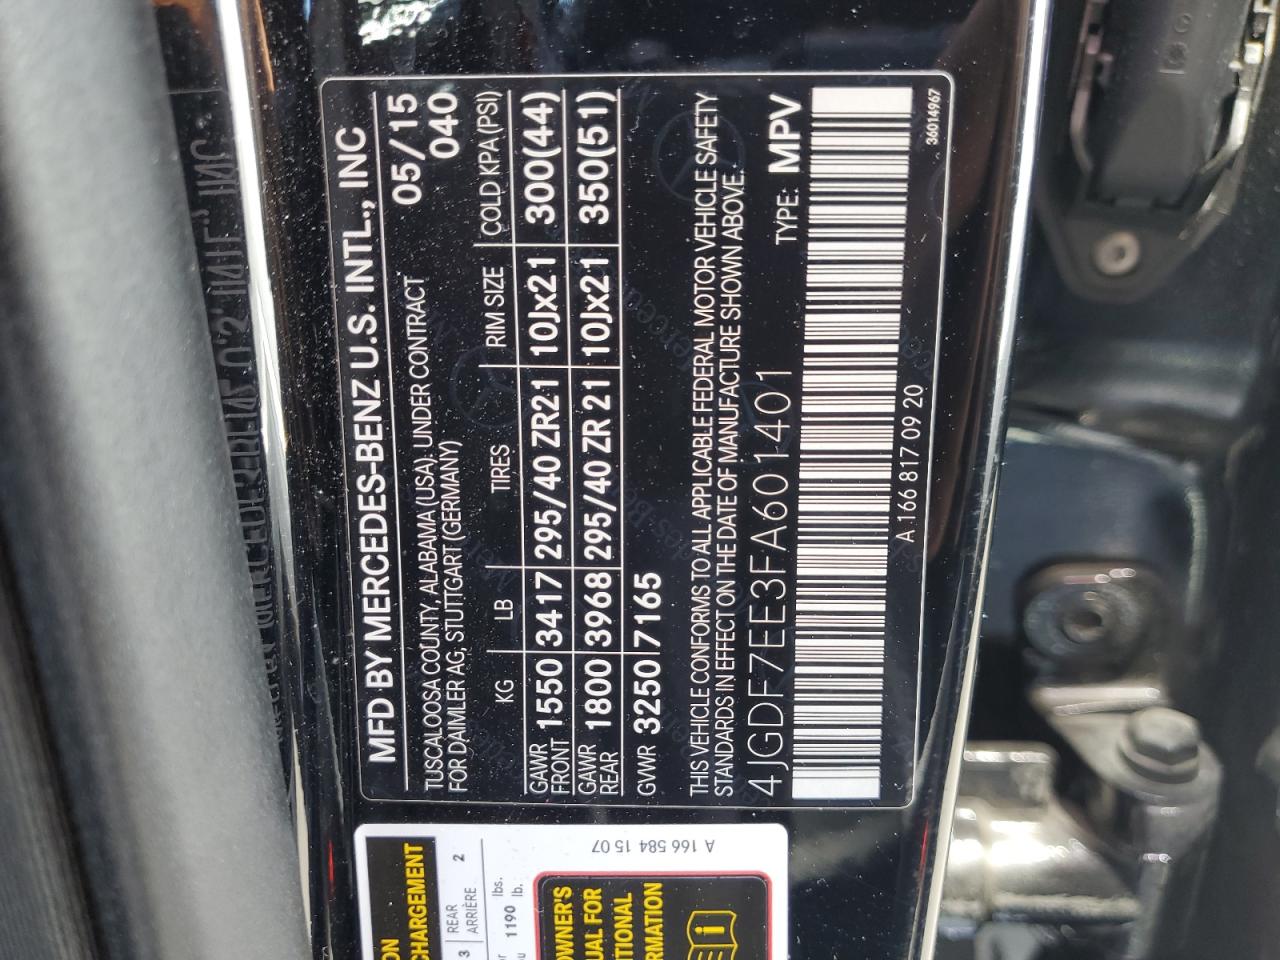 MFD BY MERCEDES-BENZ U.S. INTL., INC
TUSCALOOSA COUNTY, ALABAMA (USA), UNDER CONTRACT 05/15
FOR DAIMLER AG, STUTTGART (GERMANY) 040
KG LB TIRES RIM SIZE COLD KPA (PSI)
GAWR FRONT 1550 3417 295/40 ZR21 10Jx21 300(44)
GAWR REAR 1800 3968 295/40 ZR 21 10Jx21 350(51)
GVWR 3250 7165
THIS VEHICLE CONFORMS TO ALL APPLICABLE FEDERAL MOTOR VEHICLE SAFETY
STANDARDS IN EFFECT ON THE DATE OF MANUFACTURE SHOWN ABOVE.
4JGDF7EE3FA601401 TYPE: MPV
A 166 817 09 20
36014967
CHARGEMENT
3 REAR 2
ARRIÈRE
1190 lbs.
lb.
A 166 584 15 07
OWNER'S
FOR